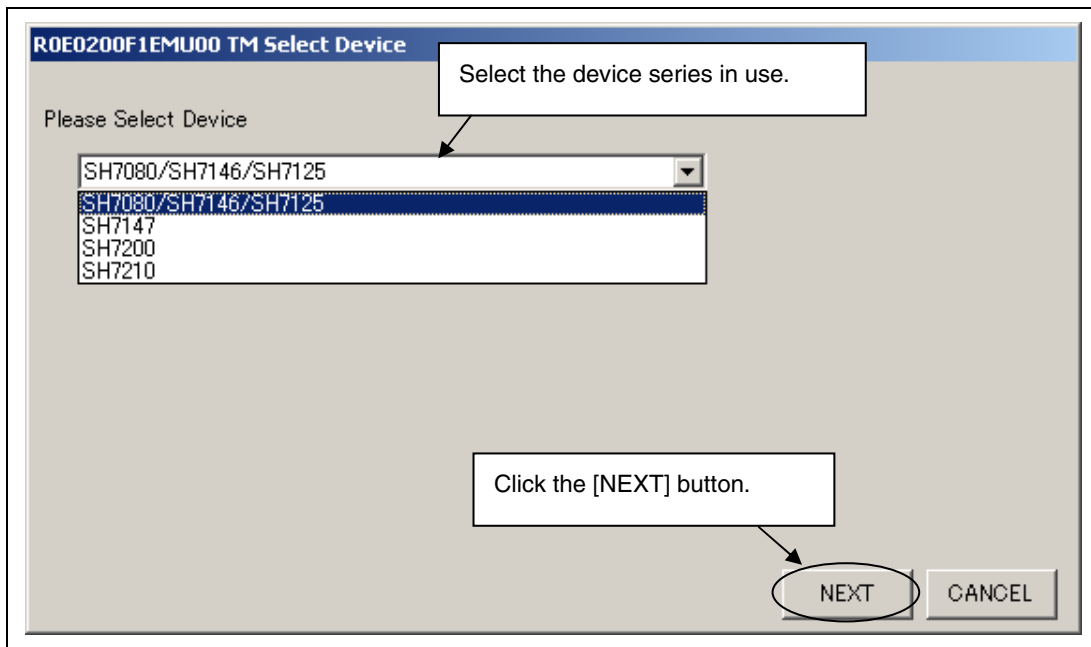 R0E0200F1EMU00 TM Select Device
Select the device series in use.
Please Select Device
SH7080/SH7146/SH7125
SH7080/SH7146/SH7125
SH7147
SH7200
SH7210
Click the [NEXT] button.
NEXT
CANCEL